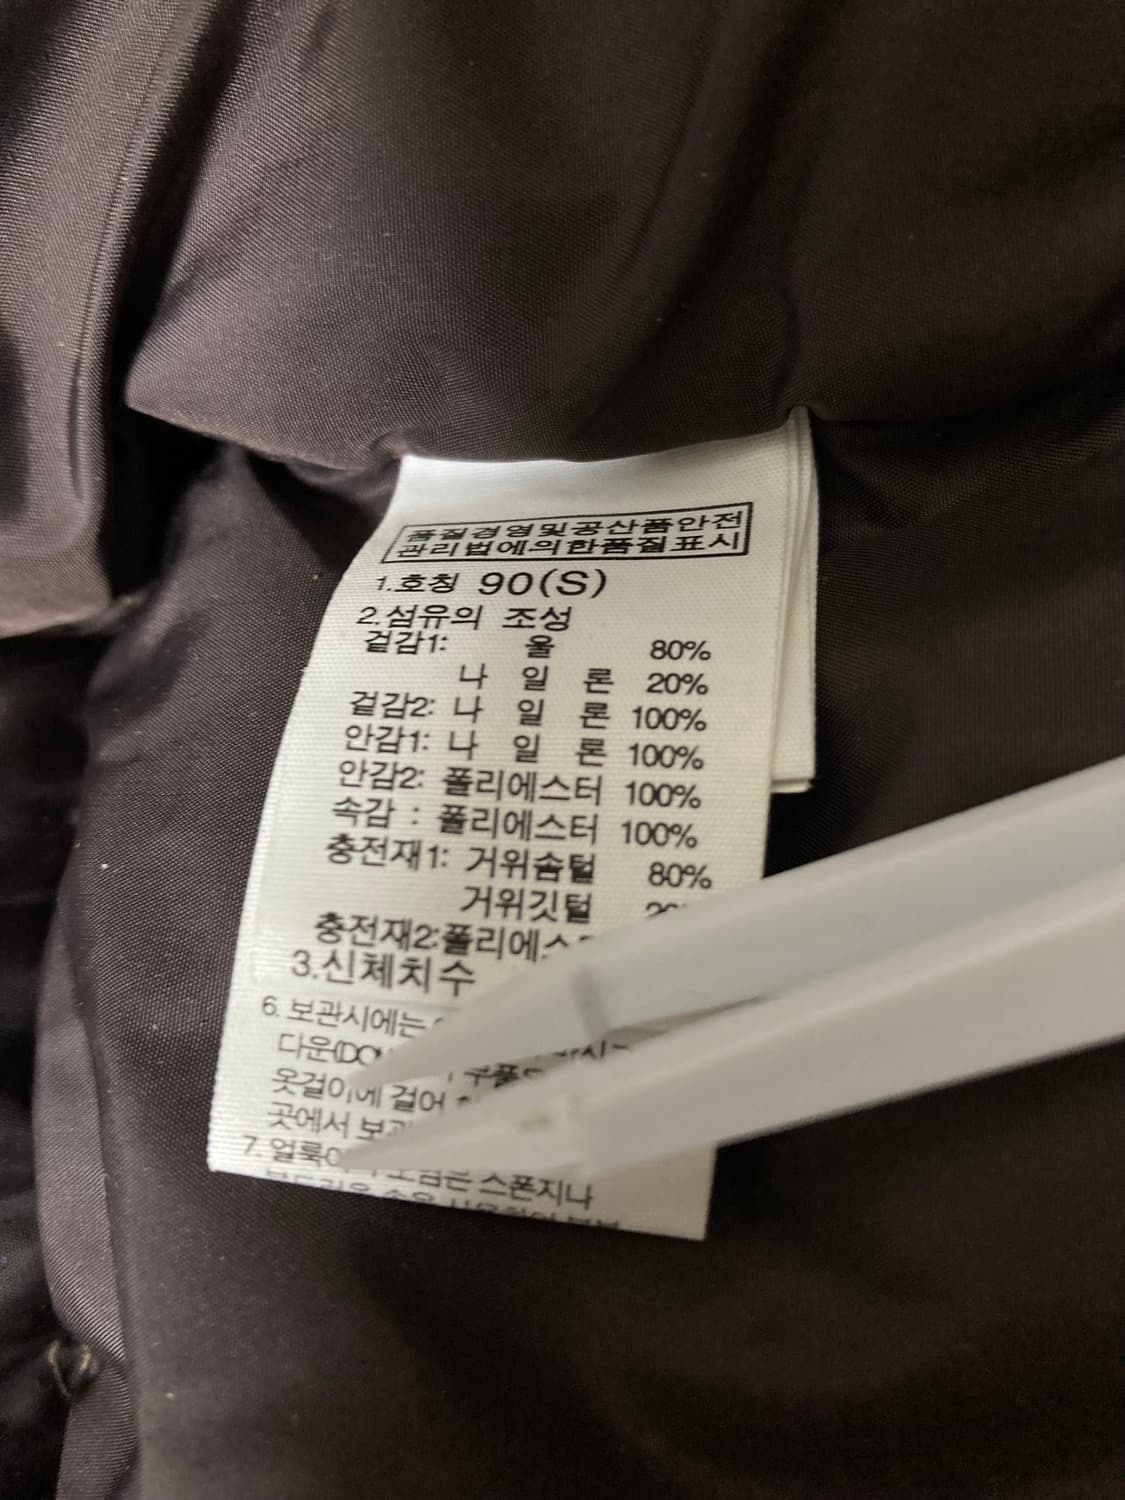 품질경영및공산품안전
관리법에의한품질표시
1.호칭 90(S)
2.섬유의 조성
겉감1: 울 80%
나 일 론 20%
겉감2: 나 일 론 100%
안감1: 나 일 론 100%
안감2: 폴리에스터 100%
속감 : 폴리에스터 100%
충전재1: 거위솜털 80%
거위깃털
충전재2:폴리에스
3.신체치수
6. 보관시에는
다운(DO
옷걸이에 걸어
곳에서
7. 얼룩이 스폰지나